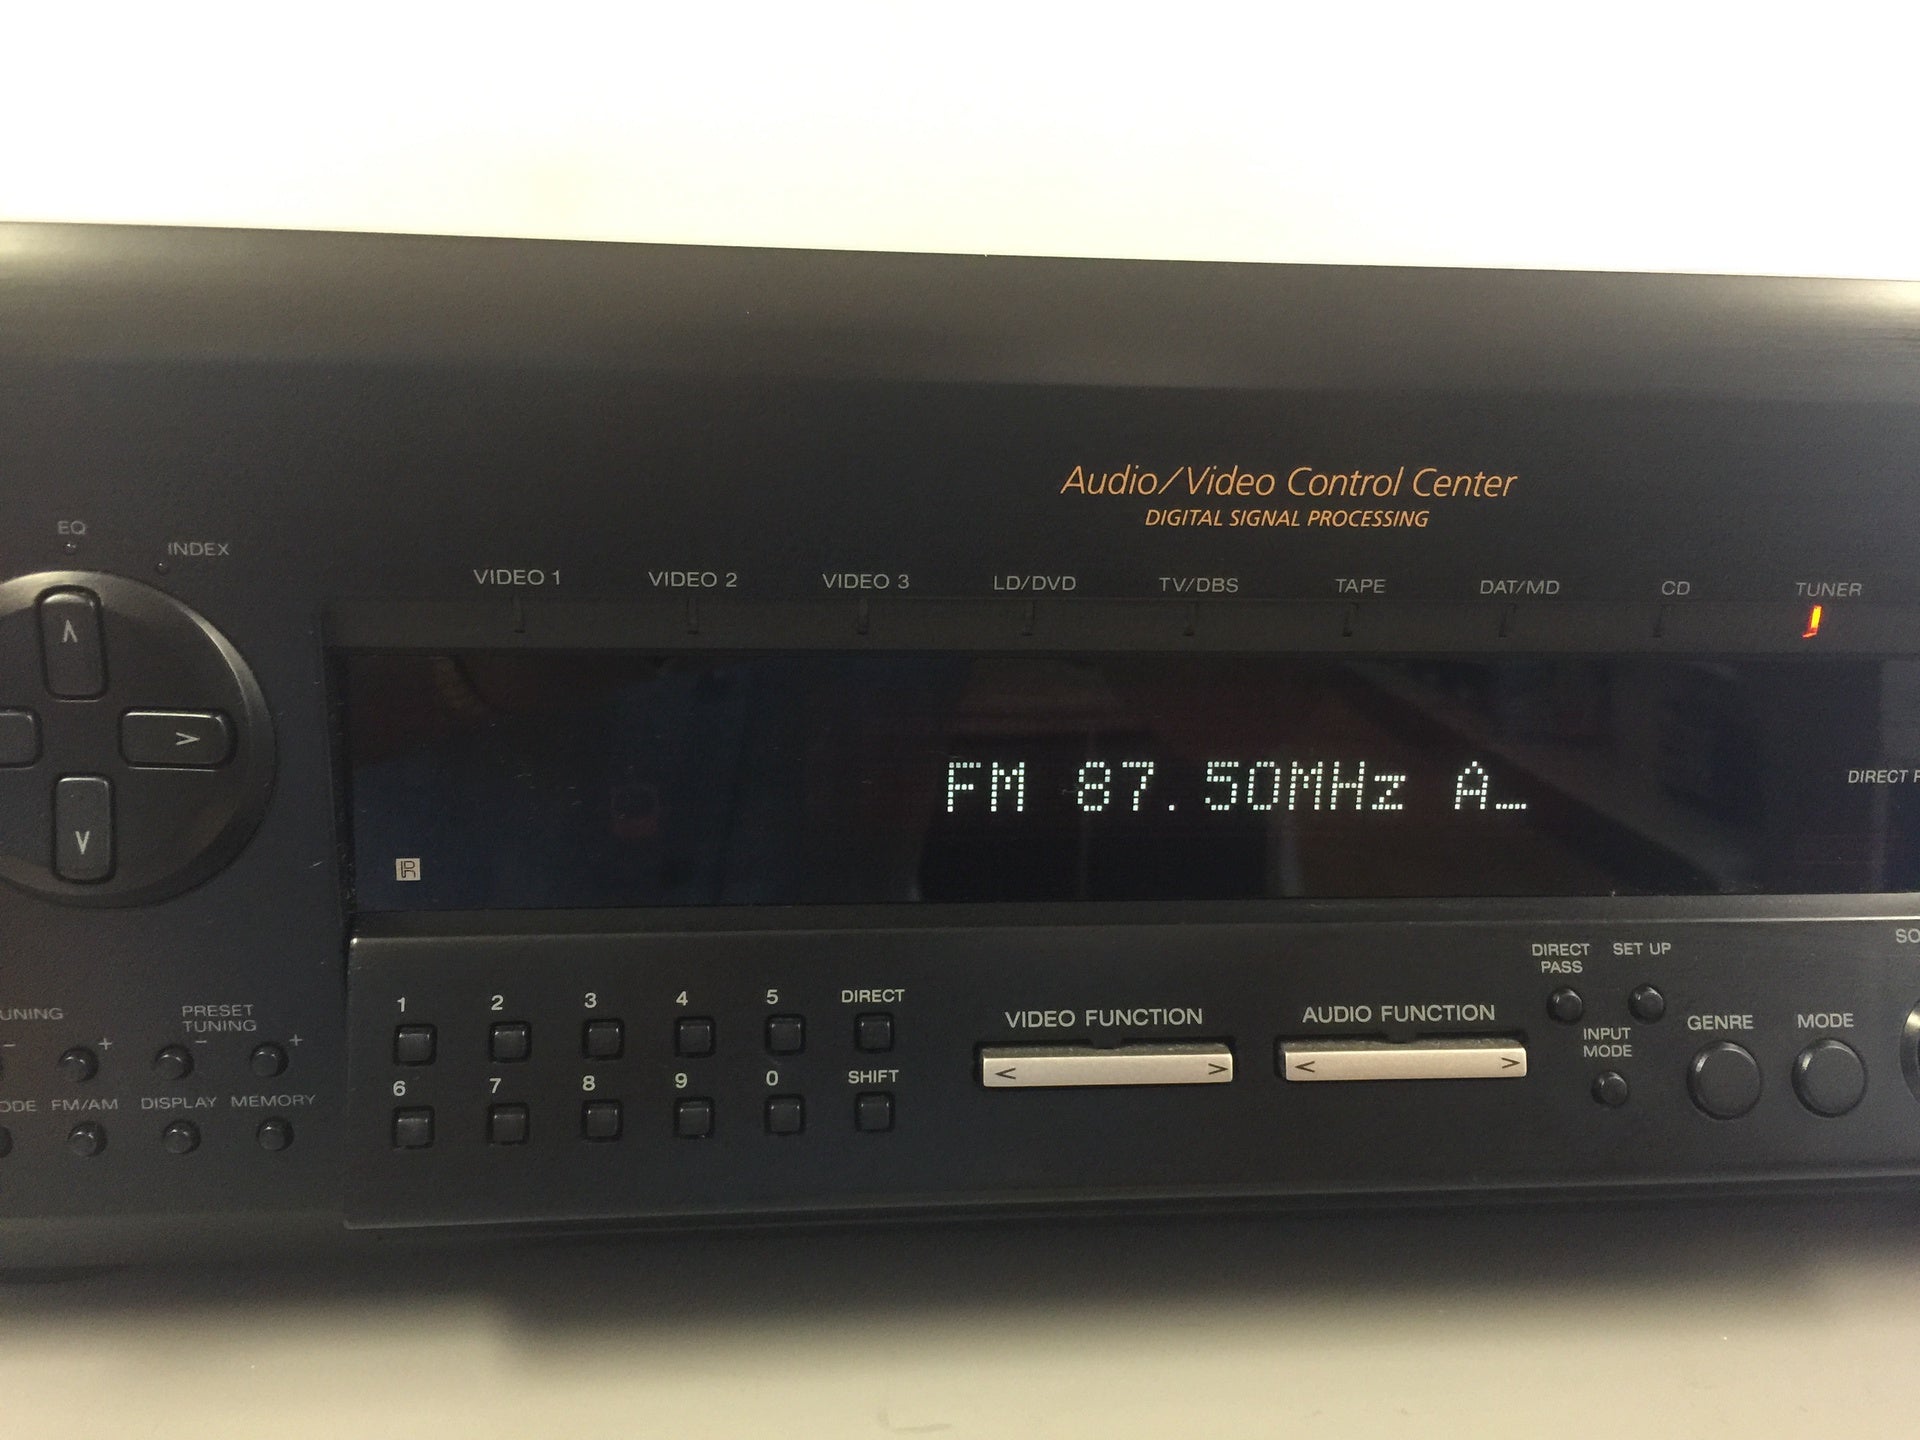 Audio/Video Control Center
DIGITAL SIGNAL PROCESSING
EQ
INDEX
VIDEO 1 VIDEO 2 VIDEO 3 LD/DVD TV/DBS TAPE DAT/MD CD TUNER
∧
>
∨
FM 87.50MHz A_
DIRECT
R
DIRECT PASS
SET UP
1 2 3 4 5 DIRECT
PRESET TUNING
− + − +
VIDEO FUNCTION
< >
AUDIO FUNCTION
< >
INPUT MODE
GENRE
MODE
6 7 8 9 0 SHIFT
FM/AM DISPLAY MEMORY